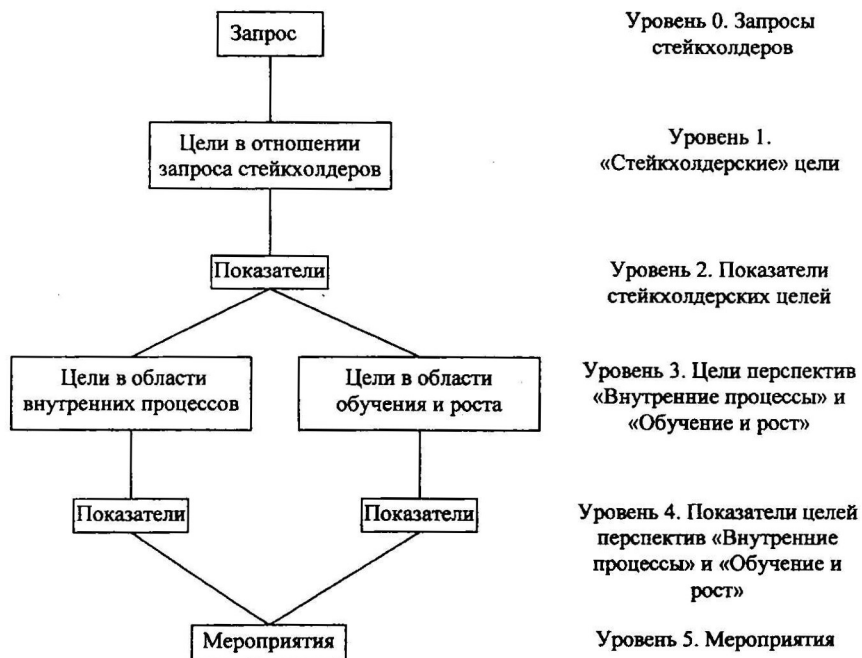 Запрос
Уровень 0. Запросы
стейкхолдеров
Цели в отношении
запроса стейкхолдеров
Уровень 1.
«Стейкхолдерские» цели
Показатели
Уровень 2. Показатели
стейкхолдерских целей
Цели в области
внутренних процессов
Цели в области
обучения и роста
Уровень 3. Цели перспектив
«Внутренние процессы» и
«Обучение и рост»
Показатели
Показатели
Уровень 4. Показатели целей
перспектив «Внутренние
процессы» и «Обучение и
рост»
Мероприятия
Уровень 5. Мероприятия